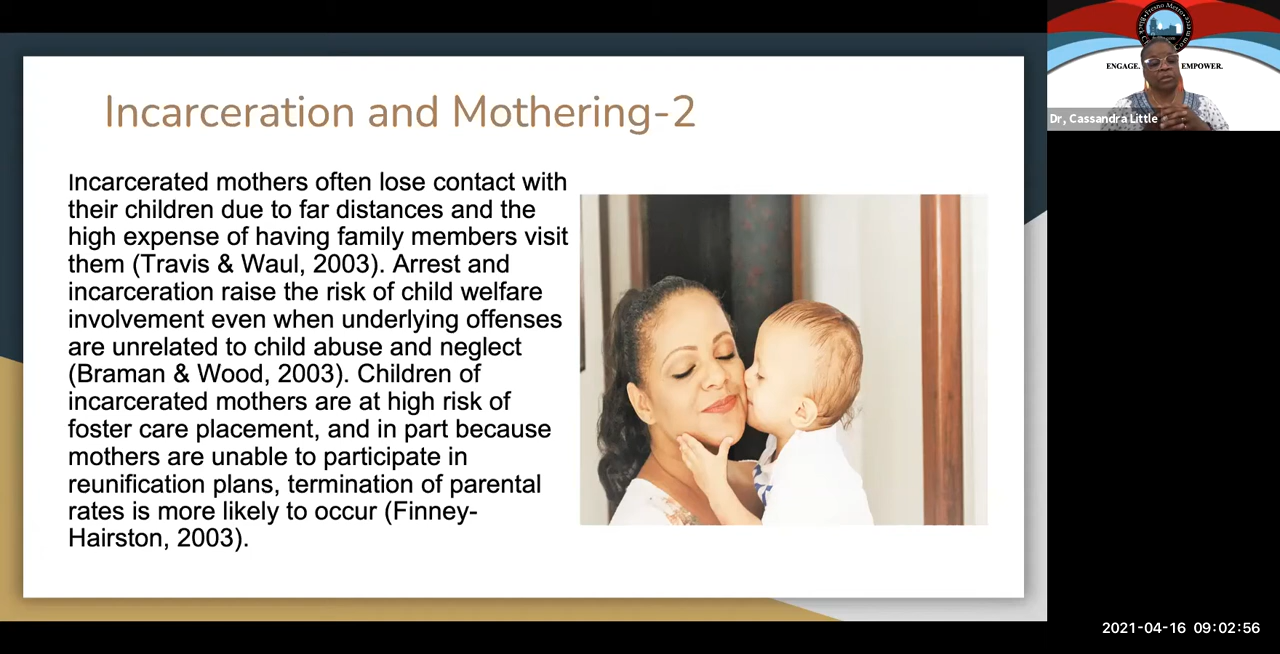 Incarceration and Mothering-2
Incarcerated mothers often lose contact with
their children due to far distances and the
high expense of having family members visit
them (Travis & Waul, 2003). Arrest and
incarceration raise the risk of child welfare
involvement even when underlying offenses
are unrelated to child abuse and neglect
(Braman & Wood, 2003). Children of
incarcerated mothers are at high risk of
foster care placement, and in part because
mothers are unable to participate in
reunification plans, termination of parental
rates is more likely to occur (Finney-
Hairston, 2003).
Fresno Metro
ENGAGE. EMPOWER.
Dr, Cassandra Little
2021-04-16 09:02:56